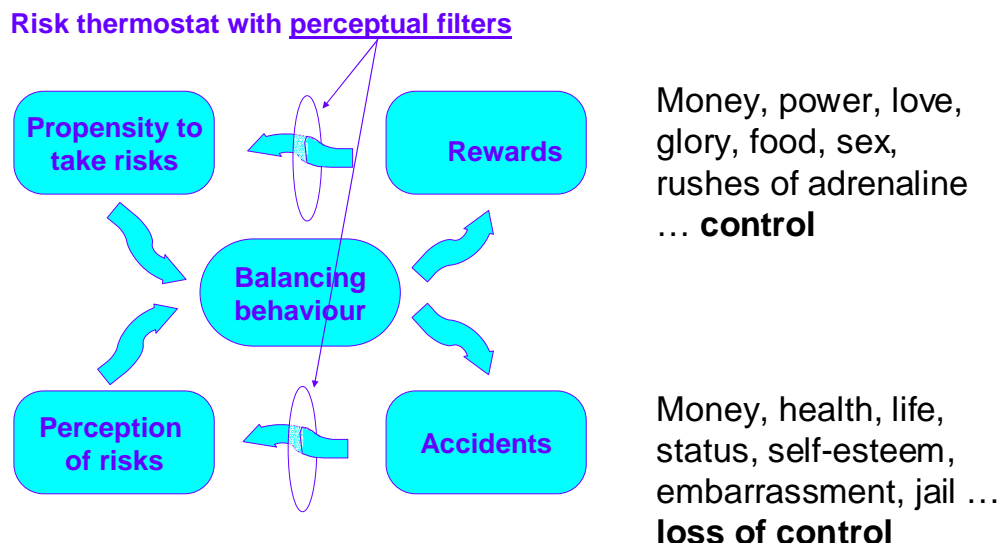 Risk thermostat with perceptual filters
Propensity to
take risks
Rewards
Money, power, love,
glory, food, sex,
rushes of adrenaline
… control
Balancing
behaviour
Perception
of risks
Accidents
Money, health, life,
status, self-esteem,
embarrassment, jail …
loss of control